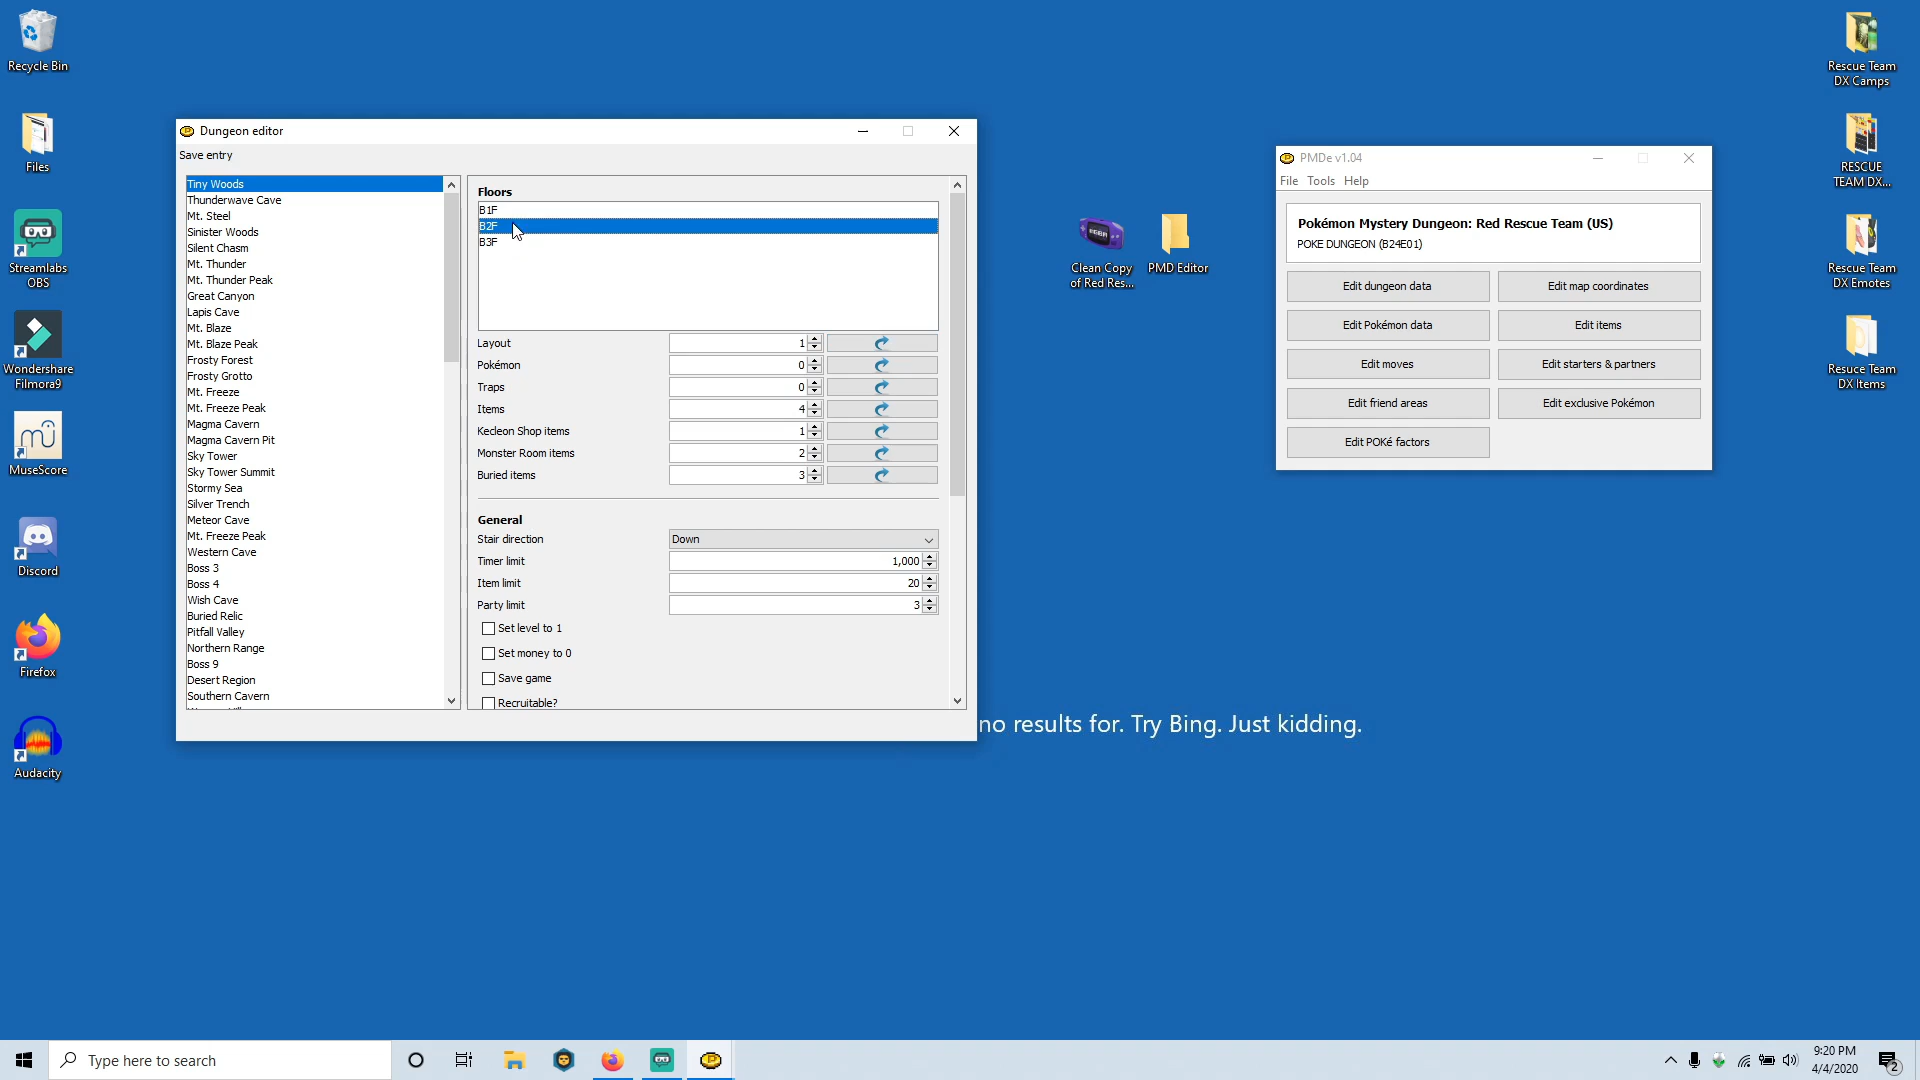 Recycle Bin
Files
Streamlabs
OBS
Wondershare
Filmora9
MuseScore
Discord
Firefox
Audacity
Dungeon editor
Save entry
Tiny Woods
Thunderwave Cave
Mt. Steel
Sinister Woods
Silent Chasm
Mt. Thunder
Mt. Thunder Peak
Great Canyon
Lapis Cave
Mt. Blaze
Mt. Blaze Peak
Frosty Forest
Frosty Grotto
Mt. Freeze
Mt. Freeze Peak
Magma Cavern
Magma Cavern Pit
Sky Tower
Sky Tower Summit
Stormy Sea
Silver Trench
Meteor Cave
Mt. Freeze Peak
Western Cave
Boss 3
Boss 4
Wish Cave
Buried Relic
Pitfall Valley
Northern Range
Boss 9
Desert Region
Southern Cavern
Floors
B1F
B2F
B3F
Layout 1
Pokémon 0
Traps 0
Items 4
Kecleon Shop items 1
Monster Room items 2
Buried items 3
General
Stair direction Down
Timer limit 1,000
Item limit 20
Party limit 3
Set level to 1
Set money to 0
Save game
Recruitable?
no results for. Try Bing. Just kidding.
RGBA
Clean Copy
of Red Res...
PMD Editor
PMDe v1.04
File Tools Help
Pokémon Mystery Dungeon: Red Rescue Team (US)
POKE DUNGEON (B24E01)
Edit dungeon data
Edit map coordinates
Edit Pokémon data
Edit items
Edit moves
Edit starters & partners
Edit friend areas
Edit exclusive Pokémon
Edit POKé factors
Rescue Team
DX Camps
RESCUE
TEAM DX...
Rescue Team
DX Emotes
Resuce Team
DX Items
Type here to search
9:20 PM
4/4/2020
2